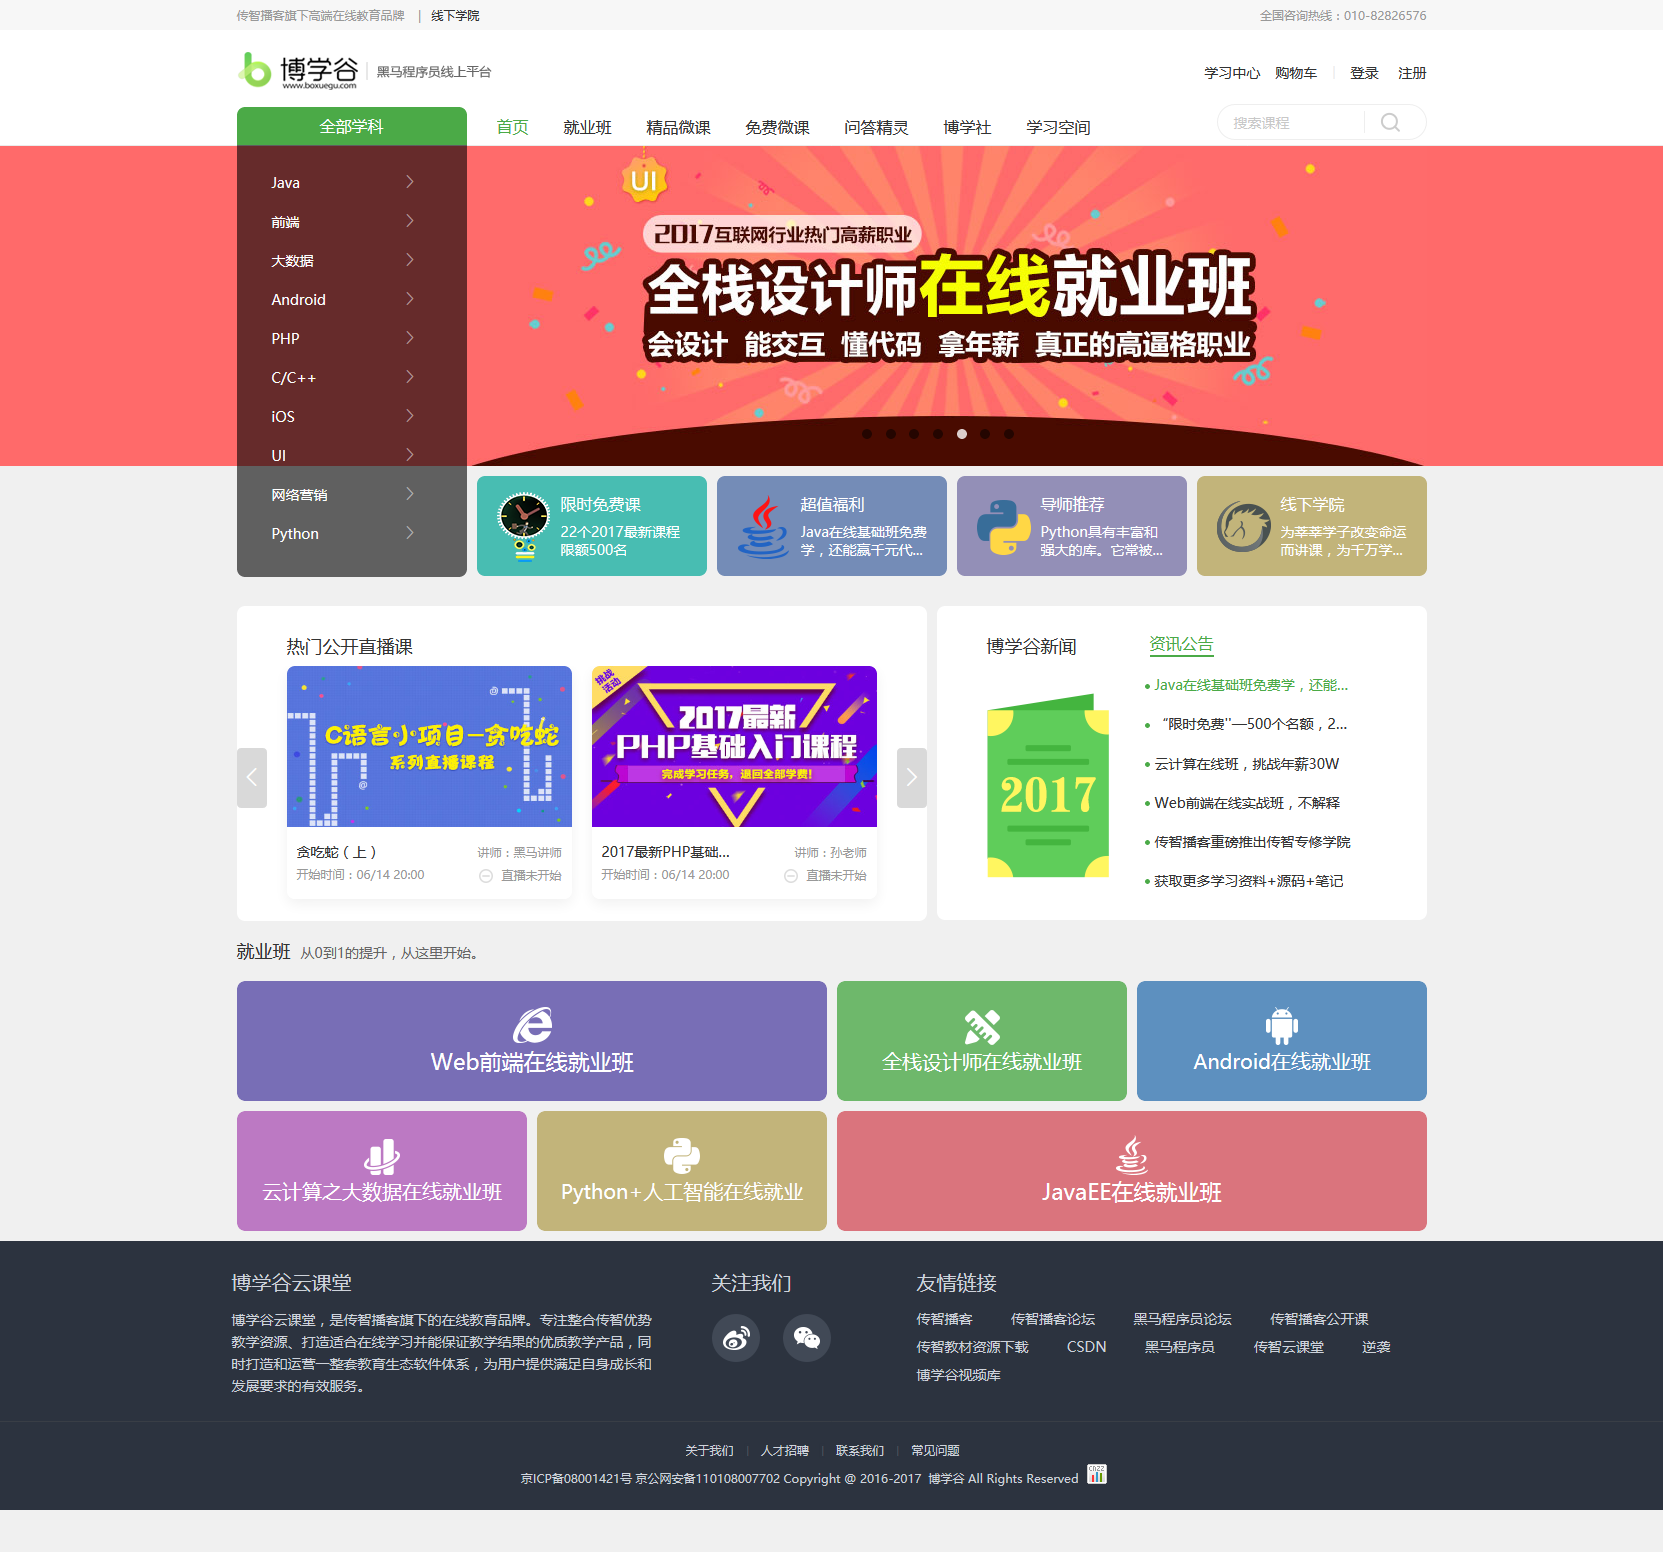 传智播客旗下高端在线教育品牌 | 线下学院
全国咨询热线：010-82826576
博学谷
www.boxuegu.com
黑马程序员线上平台
学习中心 购物车 | 登录 注册
全部学科
首页 就业班 精品微课 免费微课 问答精灵 博学社 学习空间
搜索课程
Java
前端
大数据
Android
PHP
C/C++
iOS
UI
网络营销
Python
UI
2017互联网行业热门高薪职业
全栈设计师在线就业班
会设计 能交互 懂代码 拿年薪 真正的高逼格职业
限时免费课
22个2017最新课程
限额500名
超值福利
Java在线基础班免费
学，还能赢千元代...
导师推荐
Python具有丰富和
强大的库。它常被...
线下学院
为莘莘学子改变命运
而讲课，为千万学...
热门公开直播课
C语言小项目—贪吃蛇
系列直播课程
贪吃蛇（上）
讲师：黑马讲师
开始时间：06/14 20:00
直播未开始
挑战
活动
2017最新
PHP基础入门课程
完成学习任务，退回全部学费！
2017最新PHP基础...
讲师：孙老师
开始时间：06/14 20:00
直播未开始
博学谷新闻
资讯公告
2017
Java在线基础班免费学，还能...
“限时免费''—500个名额，2...
云计算在线班，挑战年薪30W
Web前端在线实战班，不解释
传智播客重磅推出传智专修学院
获取更多学习资料+源码+笔记
就业班 从0到1的提升，从这里开始。
Web前端在线就业班
全栈设计师在线就业班
Android在线就业班
云计算之大数据在线就业班
Python+人工智能在线就业
JavaEE在线就业班
博学谷云课堂
博学谷云课堂，是传智播客旗下的在线教育品牌。专注整合传智优势
教学资源、打造适合在线学习并能保证教学结果的优质教学产品，同
时打造和运营一整套教育生态软件体系，为用户提供满足自身成长和
发展要求的有效服务。
关注我们
友情链接
传智播客 传智播客论坛 黑马程序员论坛 传智播客公开课
传智教材资源下载 CSDN 黑马程序员 传智云课堂 逆袭
博学谷视频库
关于我们 | 人才招聘 | 联系我们 | 常见问题
京ICP备08001421号 京公网安备110108007702 Copyright @ 2016-2017 博学谷 All Rights Reserved
CNZZ